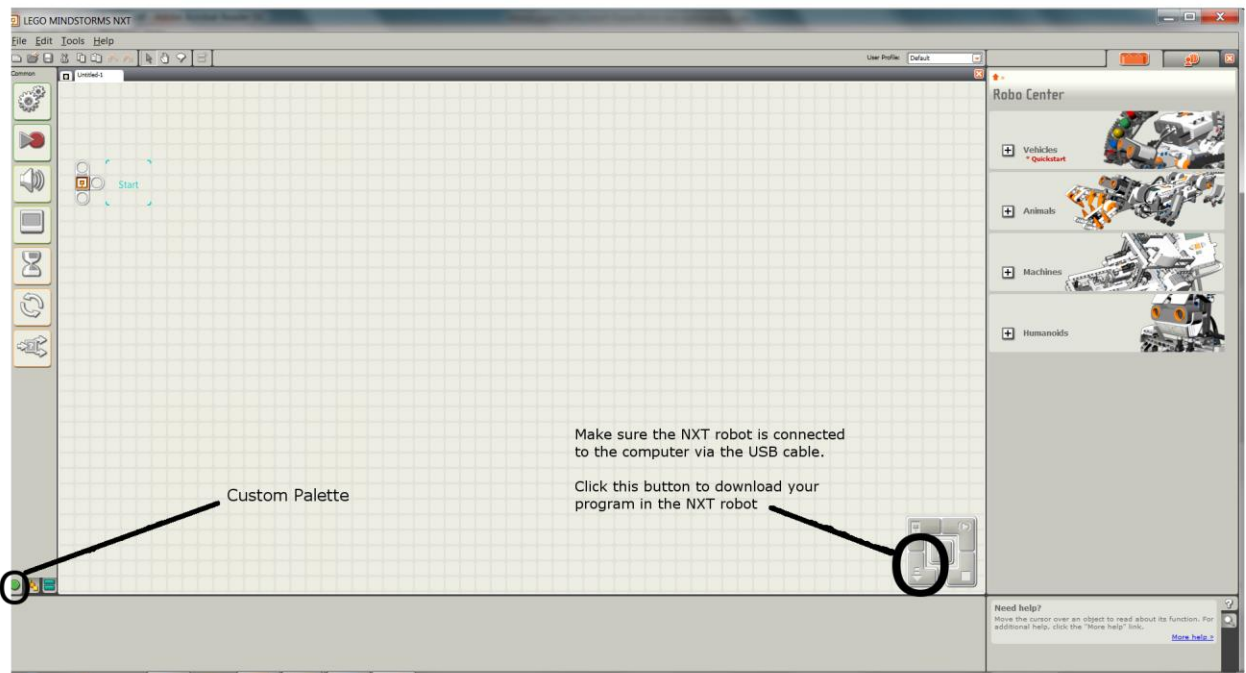 LEGO MINDSTORMS NXT
File Edit Tools Help
User Profile: Default
Common
Untitled-1
Start
Robo Center
Vehicles
* Quickstart
Animals
Machines
Humanoids
Make sure the NXT robot is connected
to the computer via the USB cable.
Click this button to download your
program in the NXT robot
Custom Palette
Need help?
Move the cursor over an object to read about its function. For
additional help, click the "More help" link.
More help »